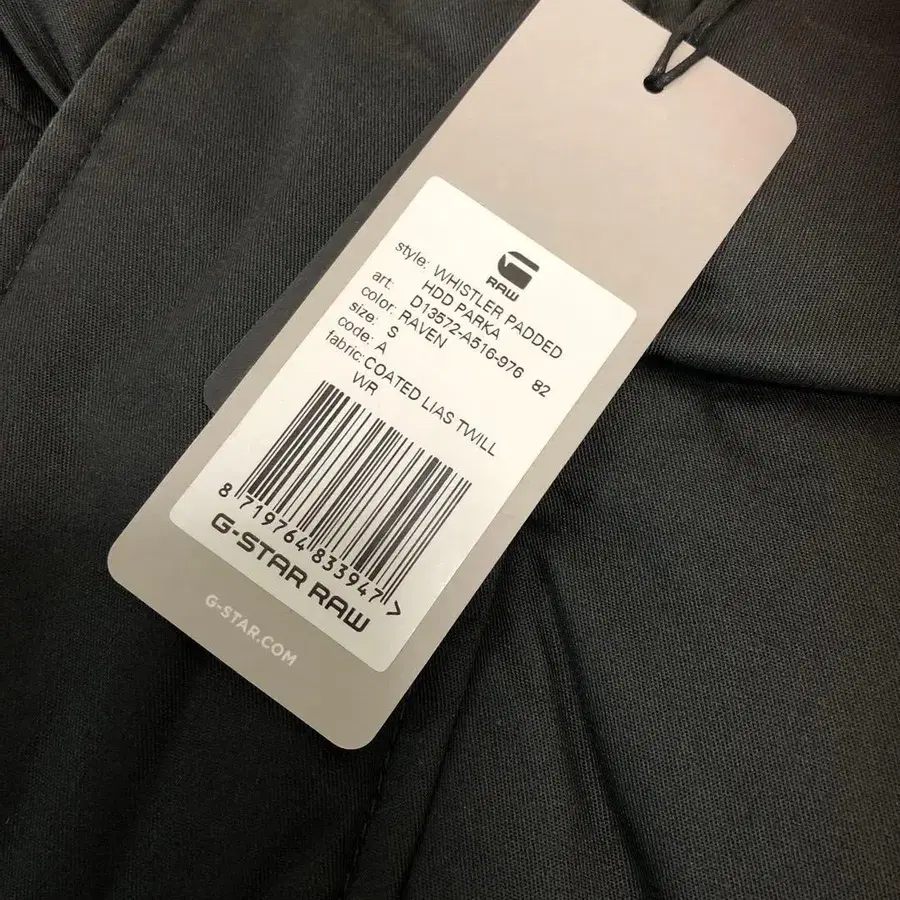 RAW
style: WHISTLER PADDED
HDD PARKA
art: D13572-A516-976 82
color: RAVEN
size: S
code: A
fabric: COATED LIAS TWILL
WR
8 719764 833947 >
G-STAR RAW
G-STAR.COM